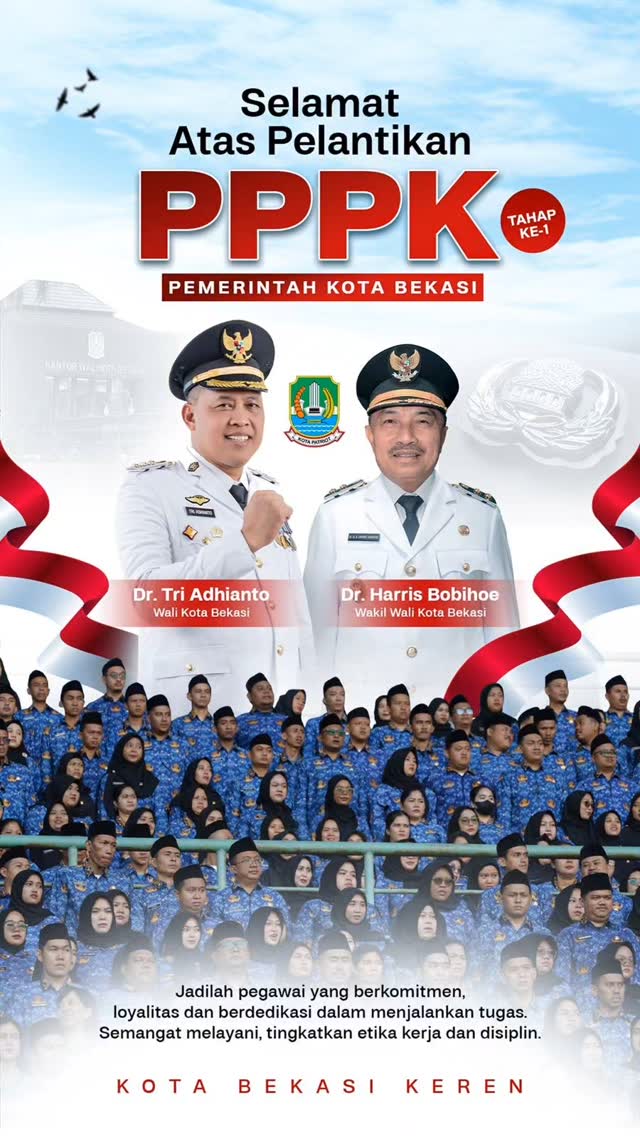 Selamat
Atas Pelantikan
PPPK
TAHAP
KE-1
PEMERINTAH KOTA BEKASI
KOTA PATRIOT
Dr. Tri Adhianto
Wali Kota Bekasi
Dr. Harris Bobihoe
Wakil Wali Kota Bekasi
Jadilah pegawai yang berkomitmen,
loyalitas dan berdedikasi dalam menjalankan tugas.
Semangat melayani, tingkatkan etika kerja dan disiplin.
KOTA BEKASI KEREN